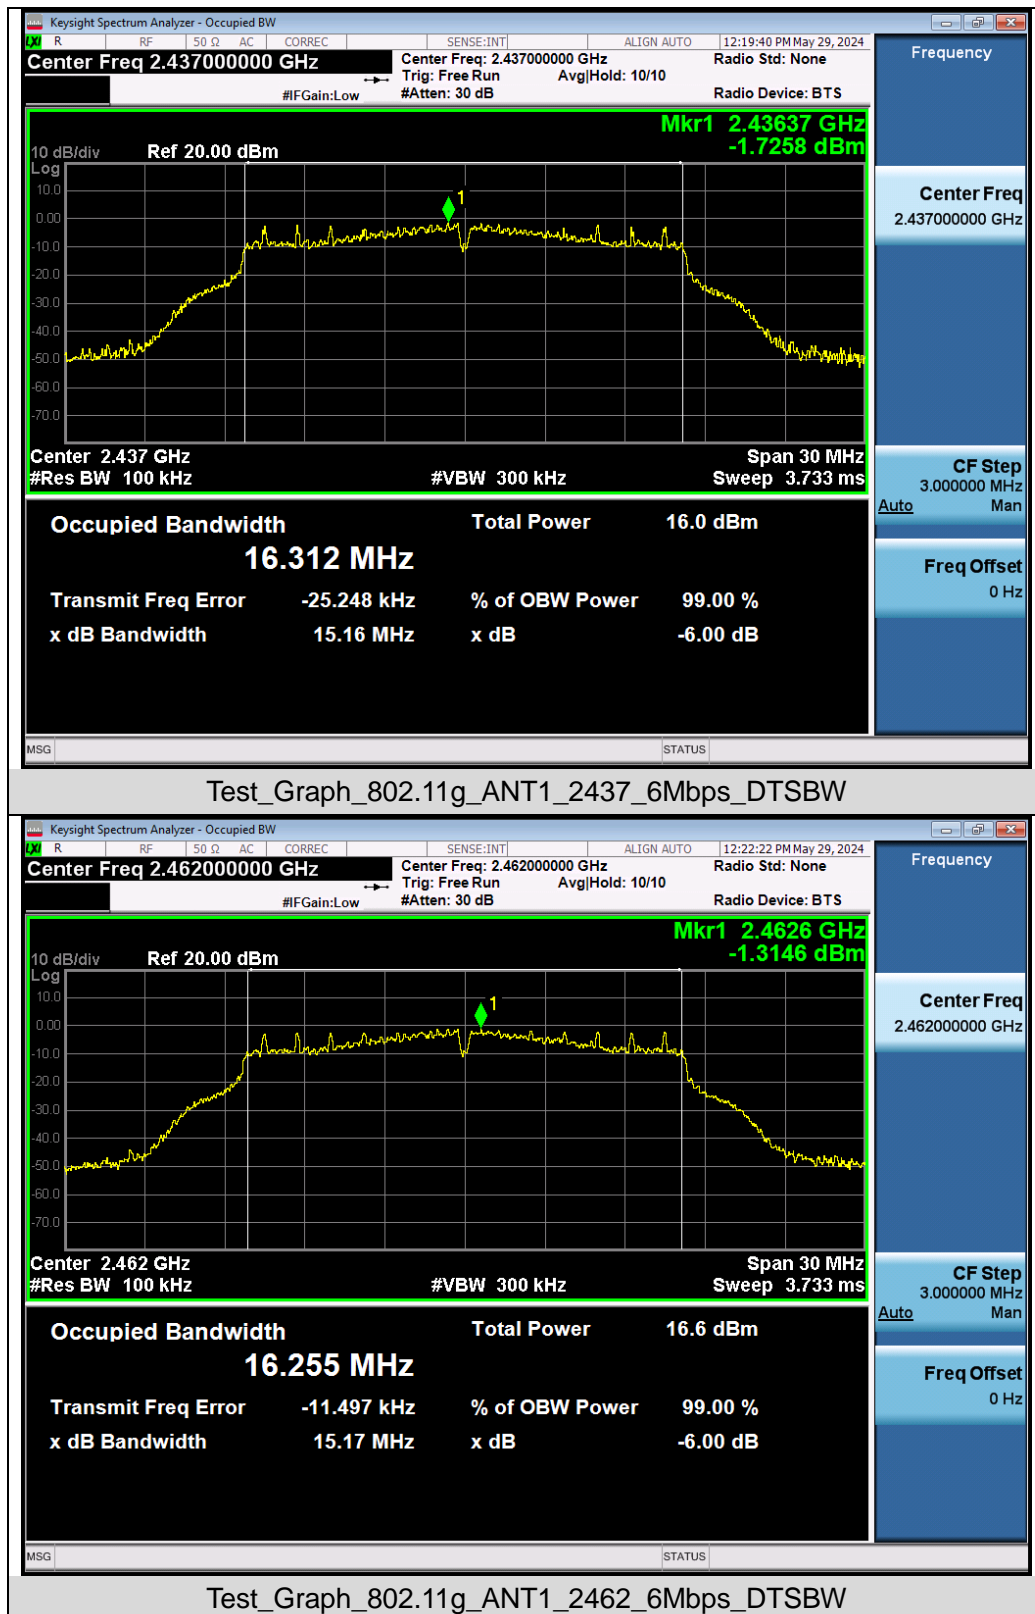 Keysight Spectrum Analyzer - Occupied BW
LXI R RF 50 Ω AC CORREC SENSE:INT ALIGN AUTO 12:19:40 PM May 29, 2024
Center Freq 2.437000000 GHz
Center Freq: 2.437000000 GHz
Radio Std: None
Trig: Free Run Avg|Hold: 10/10
#IFGain:Low
#Atten: 30 dB
Radio Device: BTS
Frequency
Mkr1 2.43637 GHz
-1.7258 dBm
10 dB/div Ref 20.00 dBm
Log
10.0
0.00
-10.0
-20.0
-30.0
-40.0
-50.0
-60.0
-70.0
1
Center 2.437 GHz
Span 30 MHz
#Res BW 100 kHz
#VBW 300 kHz
Sweep 3.733 ms
Center Freq
2.437000000 GHz
CF Step
3.000000 MHz
Auto Man
Freq Offset
0 Hz
Occupied Bandwidth
16.312 MHz
Total Power 16.0 dBm
Transmit Freq Error -25.248 kHz
% of OBW Power 99.00 %
x dB Bandwidth 15.16 MHz
x dB -6.00 dB
MSG
STATUS
Test_Graph_802.11g_ANT1_2437_6Mbps_DTSBW
Keysight Spectrum Analyzer - Occupied BW
LXI R RF 50 Ω AC CORREC SENSE:INT ALIGN AUTO 12:22:22 PM May 29, 2024
Center Freq 2.462000000 GHz
Center Freq: 2.462000000 GHz
Radio Std: None
Trig: Free Run Avg|Hold: 10/10
#IFGain:Low
#Atten: 30 dB
Radio Device: BTS
Frequency
Mkr1 2.4626 GHz
-1.3146 dBm
10 dB/div Ref 20.00 dBm
Log
10.0
0.00
-10.0
-20.0
-30.0
-40.0
-50.0
-60.0
-70.0
1
Center 2.462 GHz
Span 30 MHz
#Res BW 100 kHz
#VBW 300 kHz
Sweep 3.733 ms
Center Freq
2.462000000 GHz
CF Step
3.000000 MHz
Auto Man
Freq Offset
0 Hz
Occupied Bandwidth
16.255 MHz
Total Power 16.6 dBm
Transmit Freq Error -11.497 kHz
% of OBW Power 99.00 %
x dB Bandwidth 15.17 MHz
x dB -6.00 dB
MSG
STATUS
Test_Graph_802.11g_ANT1_2462_6Mbps_DTSBW